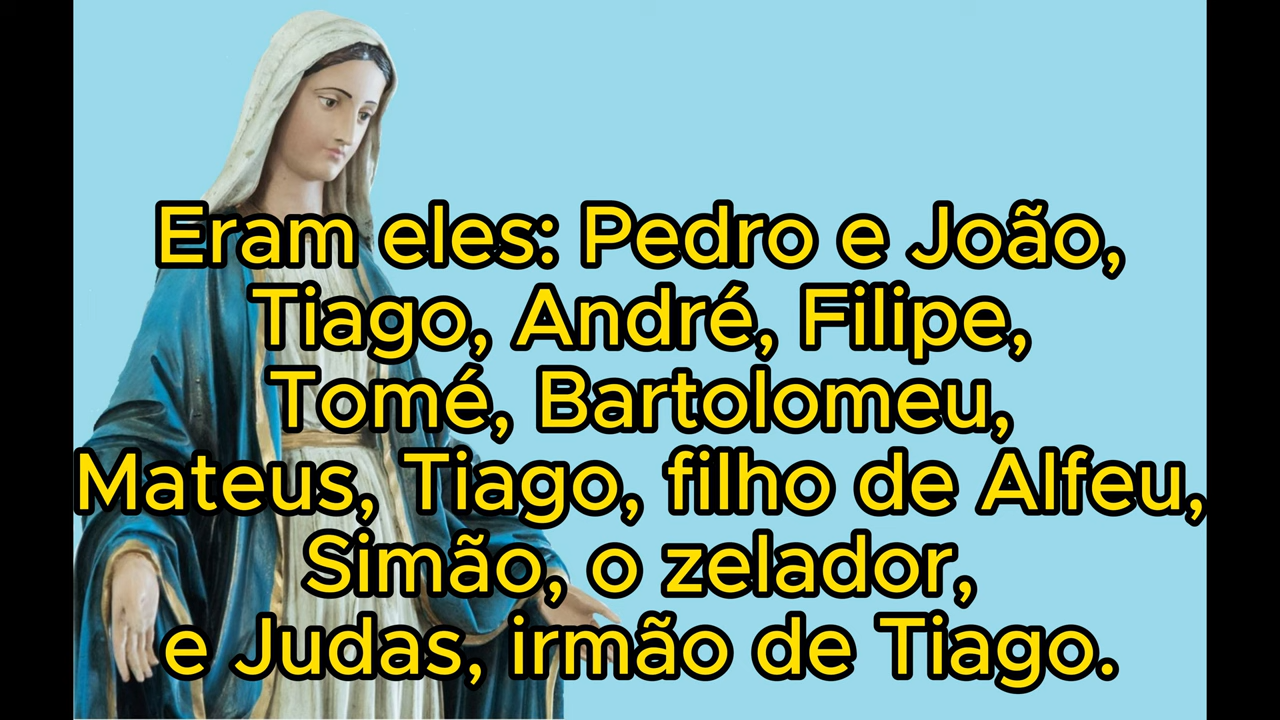 Eram eles: Pedro e João,
Tiago, André, Filipe,
Tomé, Bartolomeu,
Mateus, Tiago, filho de Alfeu,
Simão, o zelador,
e Judas, irmão de Tiago.